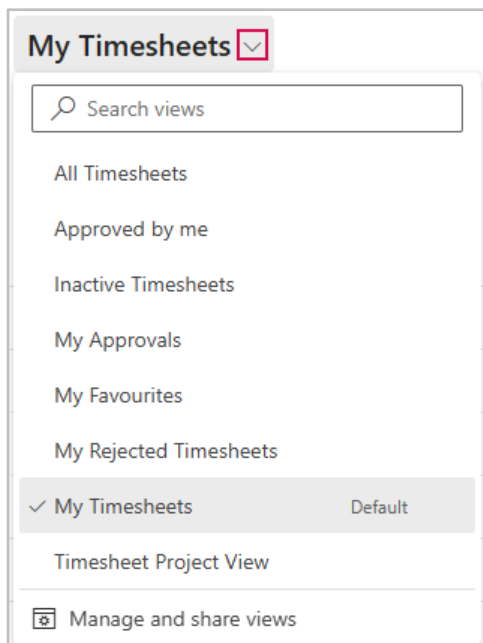 My Timesheets
Search views
All Timesheets
Approved by me
Inactive Timesheets
My Approvals
My Favourites
My Rejected Timesheets
My Timesheets Default
Timesheet Project View
Manage and share views